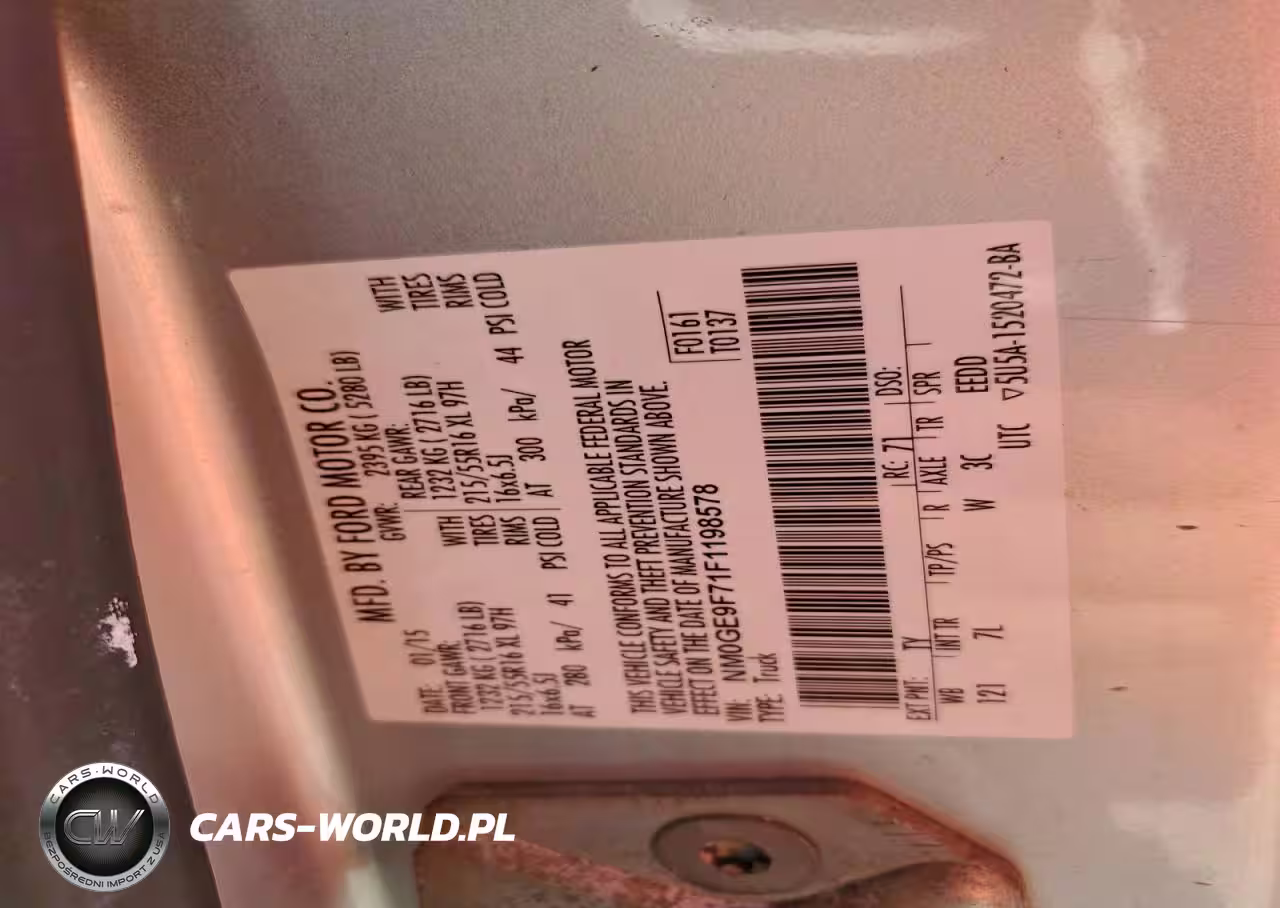 MFD. BY FORD MOTOR CO.
DATE: 01/15 GVWR: 2395 KG ( 5280 LB)
FRONT GAWR: REAR GAWR:
1232 KG ( 2716 LB) WITH 1232 KG ( 2716 LB) WITH
215/55R16 XL 97H TIRES 215/55R16 XL 97H TIRES
16x6.5J RIMS 16x6.5J RIMS
AT 280 kPa/ 41 PSI COLD AT 300 kPa/ 44 PSI COLD
THIS VEHICLE CONFORMS TO ALL APPLICABLE FEDERAL MOTOR
VEHICLE SAFETY AND THEFT PREVENTION STANDARDS IN
EFFECT ON THE DATE OF MANUFACTURE SHOWN ABOVE.
F0161
T0137
VIN: NM0GE9F71F1198578
TYPE: Truck
EXT PNT: TY RC: 71 DSO:
WB INT TR TP/PS R AXLE TR SPR
121 7L W 3C EEDD
UTC ▽5U5A-1520472-BA
CARS-WORLD
CW
BEZPOŚREDNI IMPORT Z USA
CARS-WORLD.PL